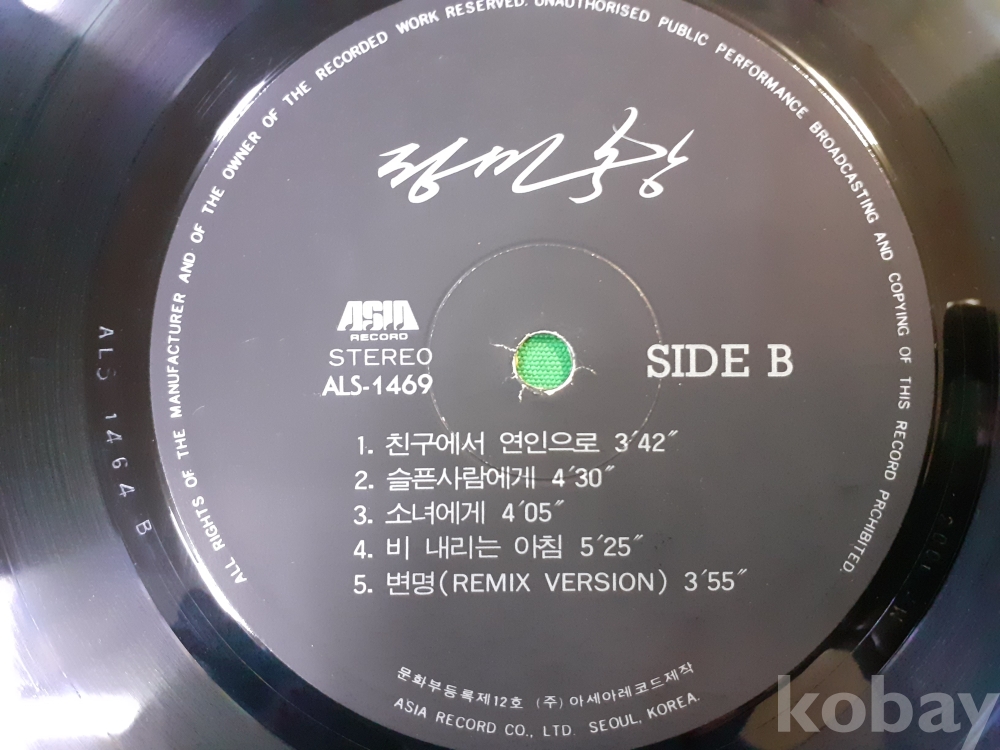 ALL RIGHTS OF THE MANUFACTURER AND OF THE OWNER OF THE RECORDED WORK RESERVED. UNAUTHORISED PUBLIC PERFORMANCE BROADCASTING AND COPYING OF THIS RECORD PRCHIBITED.
ASIA
RECORD
STEREO
ALS-1469
SIDE B
1. 친구에서 연인으로 3′42″
2. 슬픈사람에게 4′30″
3. 소녀에게 4′05″
4. 비 내리는 아침 5′25″
5. 변명(REMIX VERSION) 3′55″
문화부등록제12호 (주)아세아레코드제작
ASIA RECORD CO., LTD. SEOUL, KOREA.
ALS 1464 B
kobay